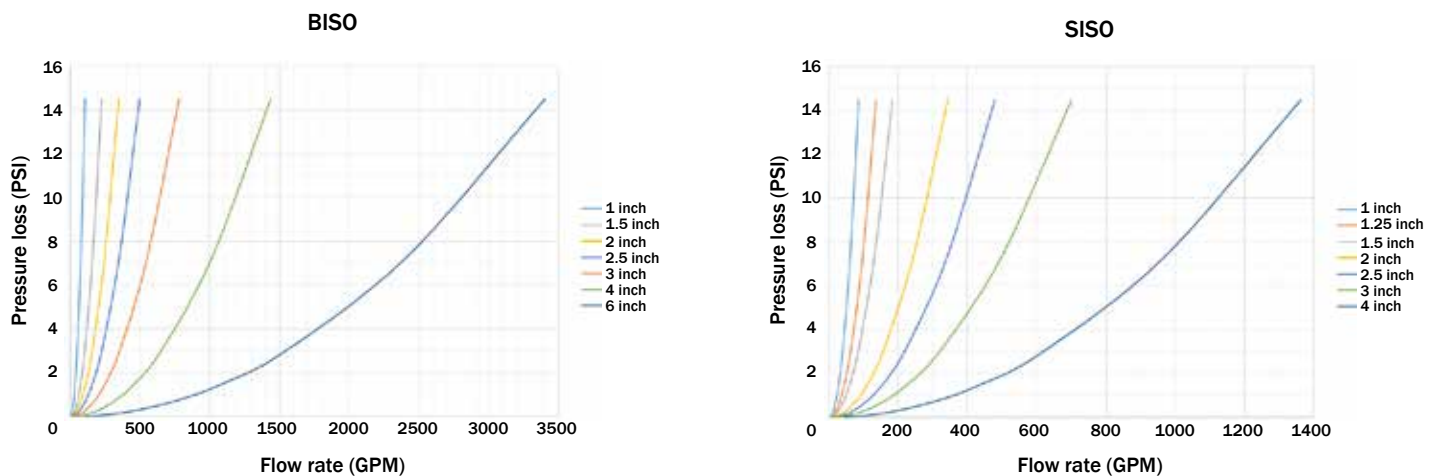 BISO
16
14
12
10
8
6
4
2
0
Pressure loss (PSI)
500 1000 1500 2000 2500 3000 3500
Flow rate (GPM)
1 inch
1.5 inch
2 inch
2.5 inch
3 inch
4 inch
6 inch
SISO
16
14
12
10
8
6
4
2
0
Pressure loss (PSI)
200 400 600 800 1000 1200 1400
Flow rate (GPM)
1 inch
1.25 inch
1.5 inch
2 inch
2.5 inch
3 inch
4 inch